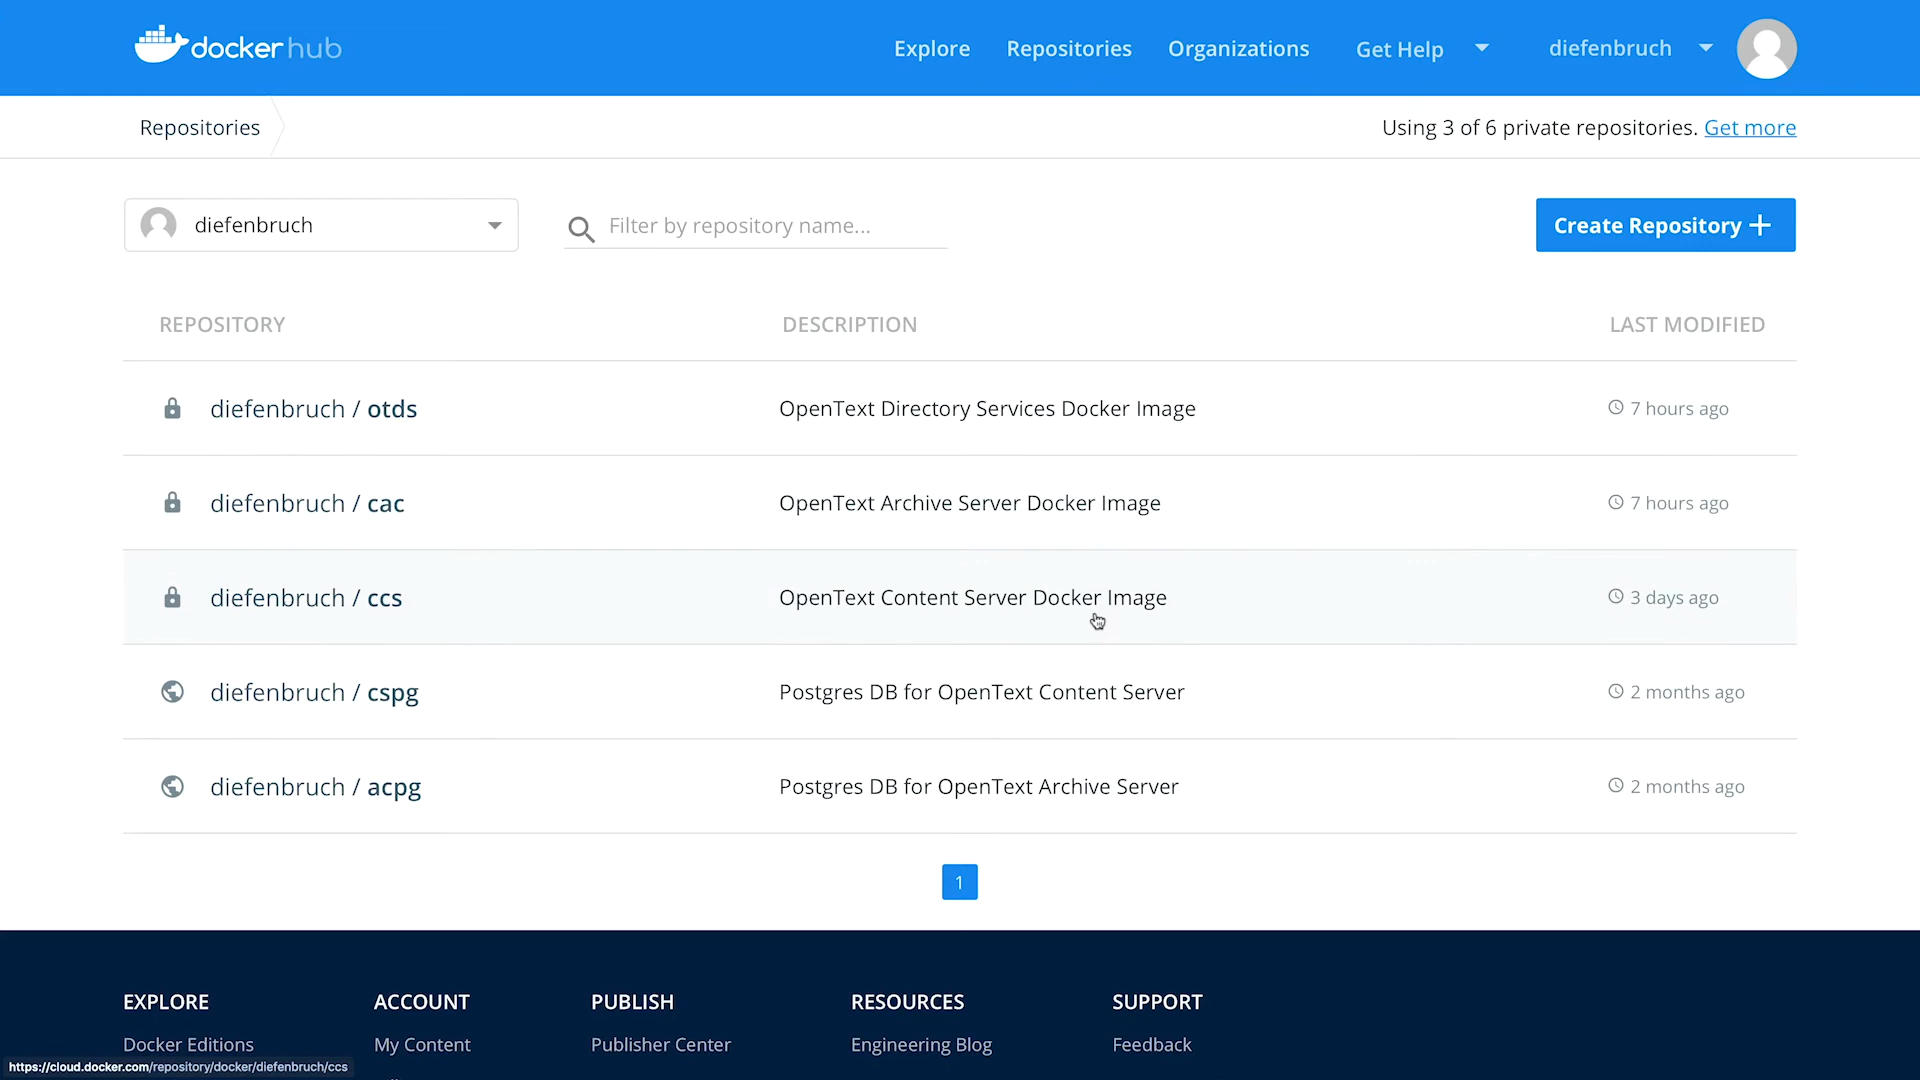 dockerhub
Explore Repositories Organizations Get Help diefenbruch
Repositories
Using 3 of 6 private repositories. Get more
diefenbruch
Filter by repository name...
Create Repository
REPOSITORY DESCRIPTION LAST MODIFIED
diefenbruch / otds OpenText Directory Services Docker Image 7 hours ago
diefenbruch / cac OpenText Archive Server Docker Image 7 hours ago
diefenbruch / ccs OpenText Content Server Docker Image 3 days ago
diefenbruch / cspg Postgres DB for OpenText Content Server 2 months ago
diefenbruch / acpg Postgres DB for OpenText Archive Server 2 months ago
1
EXPLORE ACCOUNT PUBLISH RESOURCES SUPPORT
Docker Editions My Content Publisher Center Engineering Blog Feedback
https://cloud.docker.com/repository/docker/diefenbruch/ccs